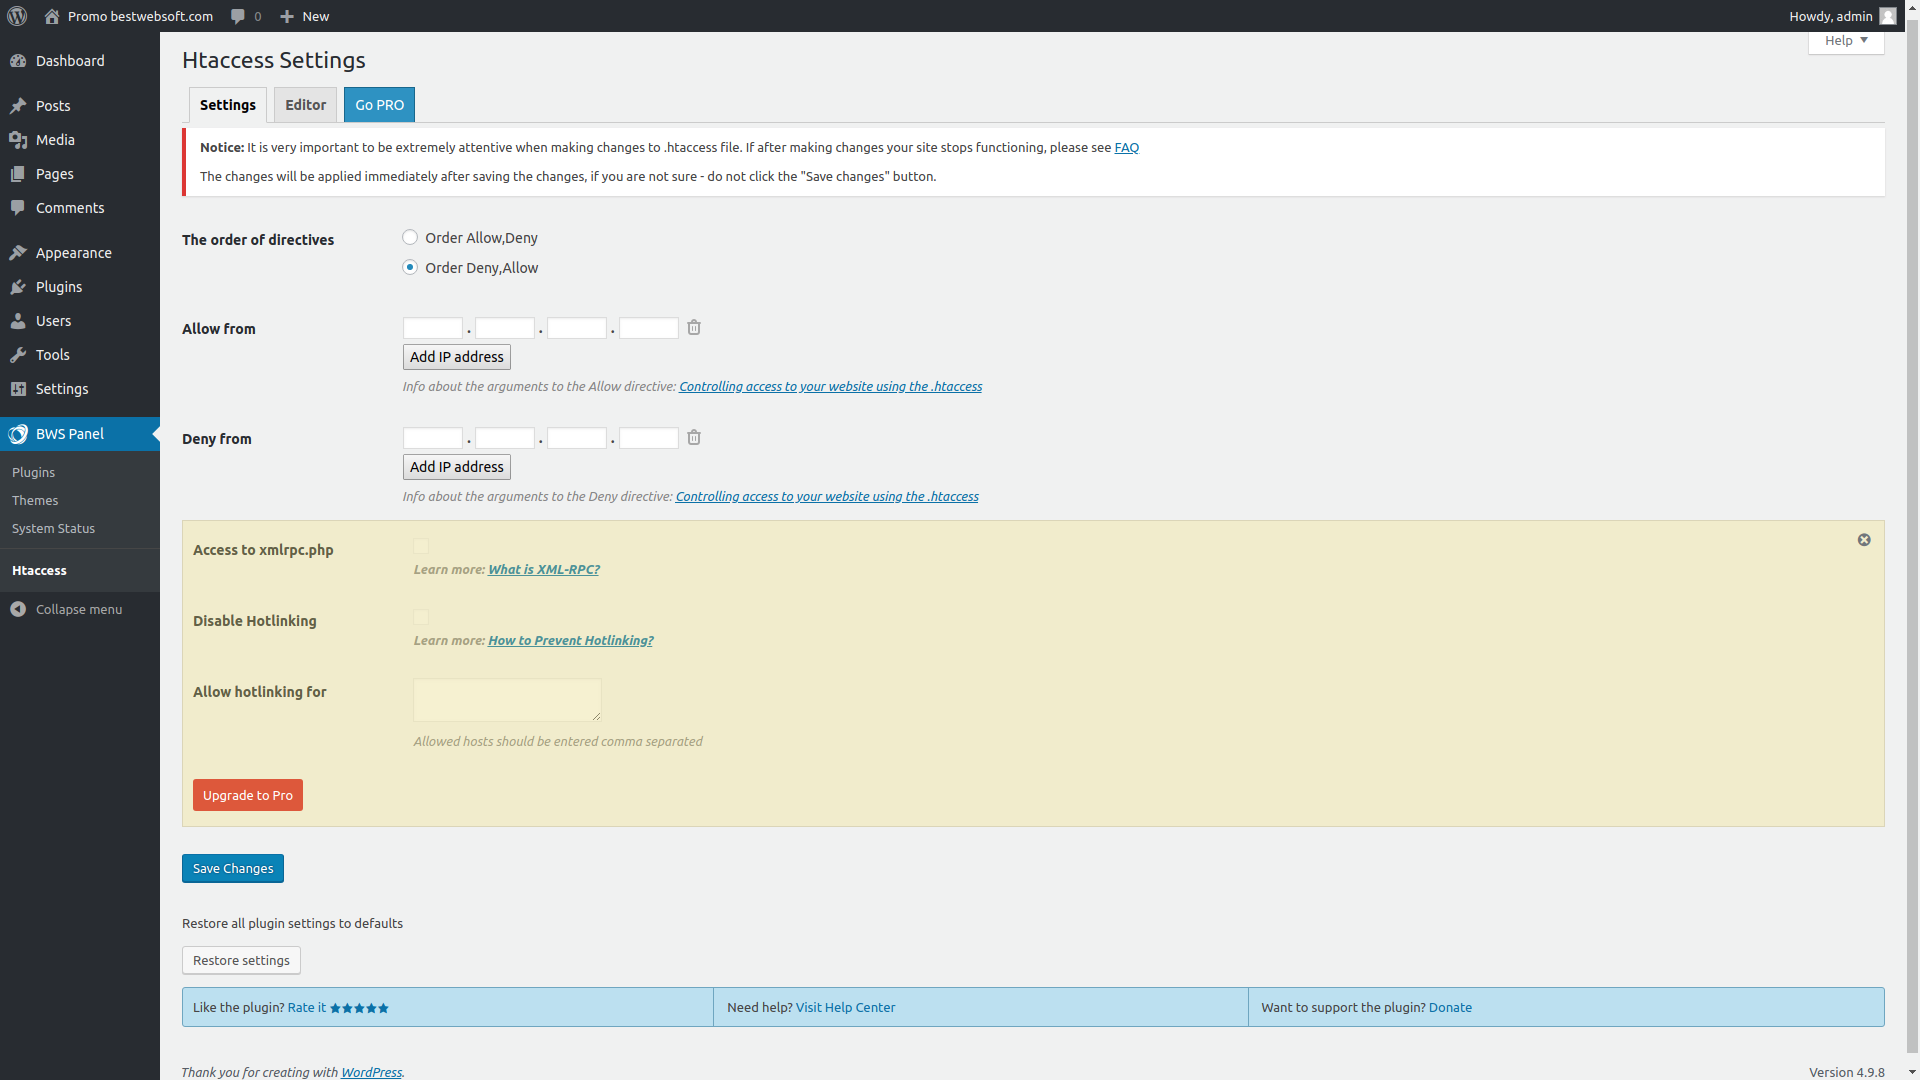 Promo bestwebsoft.com 0 New Howdy, admin
Help
Dashboard
Posts
Media
Pages
Comments
Appearance
Plugins
Users
Tools
Settings
BWS Panel
Plugins
Themes
System Status
Htaccess
Collapse menu
Htaccess Settings
Settings Editor Go PRO
Notice: It is very important to be extremely attentive when making changes to .htaccess file. If after making changes your site stops functioning, please see FAQ
The changes will be applied immediately after saving the changes, if you are not sure - do not click the "Save changes" button.
The order of directives
Order Allow,Deny
Order Deny,Allow
Allow from
. . .
Add IP address
Info about the arguments to the Allow directive: Controlling access to your website using the .htaccess
Deny from
. . .
Add IP address
Info about the arguments to the Deny directive: Controlling access to your website using the .htaccess
Access to xmlrpc.php
Learn more: What is XML-RPC?
Disable Hotlinking
Learn more: How to Prevent Hotlinking?
Allow hotlinking for
Allowed hosts should be entered comma separated
Upgrade to Pro
Save Changes
Restore all plugin settings to defaults
Restore settings
Like the plugin? Rate it ★★★★★
Need help? Visit Help Center
Want to support the plugin? Donate
Thank you for creating with WordPress.
Version 4.9.8